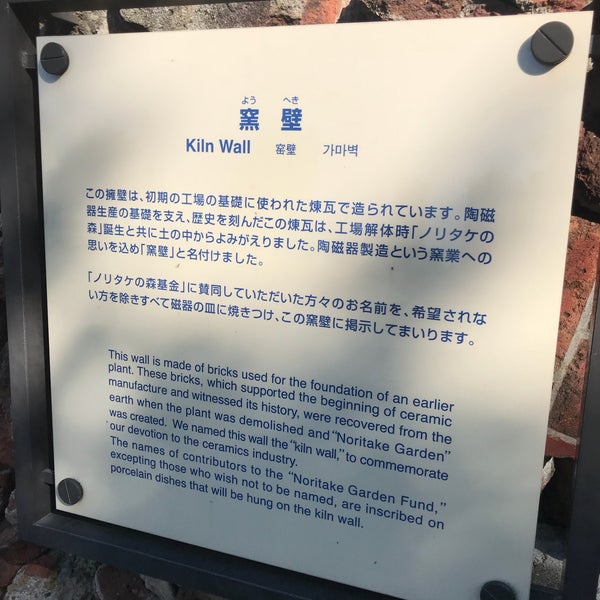 よう へき
窯 壁
Kiln Wall 窑壁 가마벽
この擁壁は、初期の工場の基礎に使われた煉瓦で造られています。陶磁
器生産の基礎を支え、歴史を刻んだこの煉瓦は、工場解体時「ノリタケの
森」誕生と共に土の中からよみがえりました。陶磁器製造という窯業への
思いを込め「窯壁」と名付けました。
「ノリタケの森基金」に賛同していただいた方々のお名前を、希望されな
い方を除きすべて磁器の皿に焼きつけ、この窯壁に掲示してまいります。
This wall is made of bricks used for the foundation of an earlier
plant. These bricks, which supported the beginning of ceramic
manufacture and witnessed its history, were recovered from the
earth when the plant was demolished and “Noritake Garden”
was created. We named this wall the “kiln wall,” to commemorate
our devotion to the ceramics industry.
The names of contributors to the “Noritake Garden Fund,”
excepting those who wish not to be named, are inscribed on
porcelain dishes that will be hung on the kiln wall.